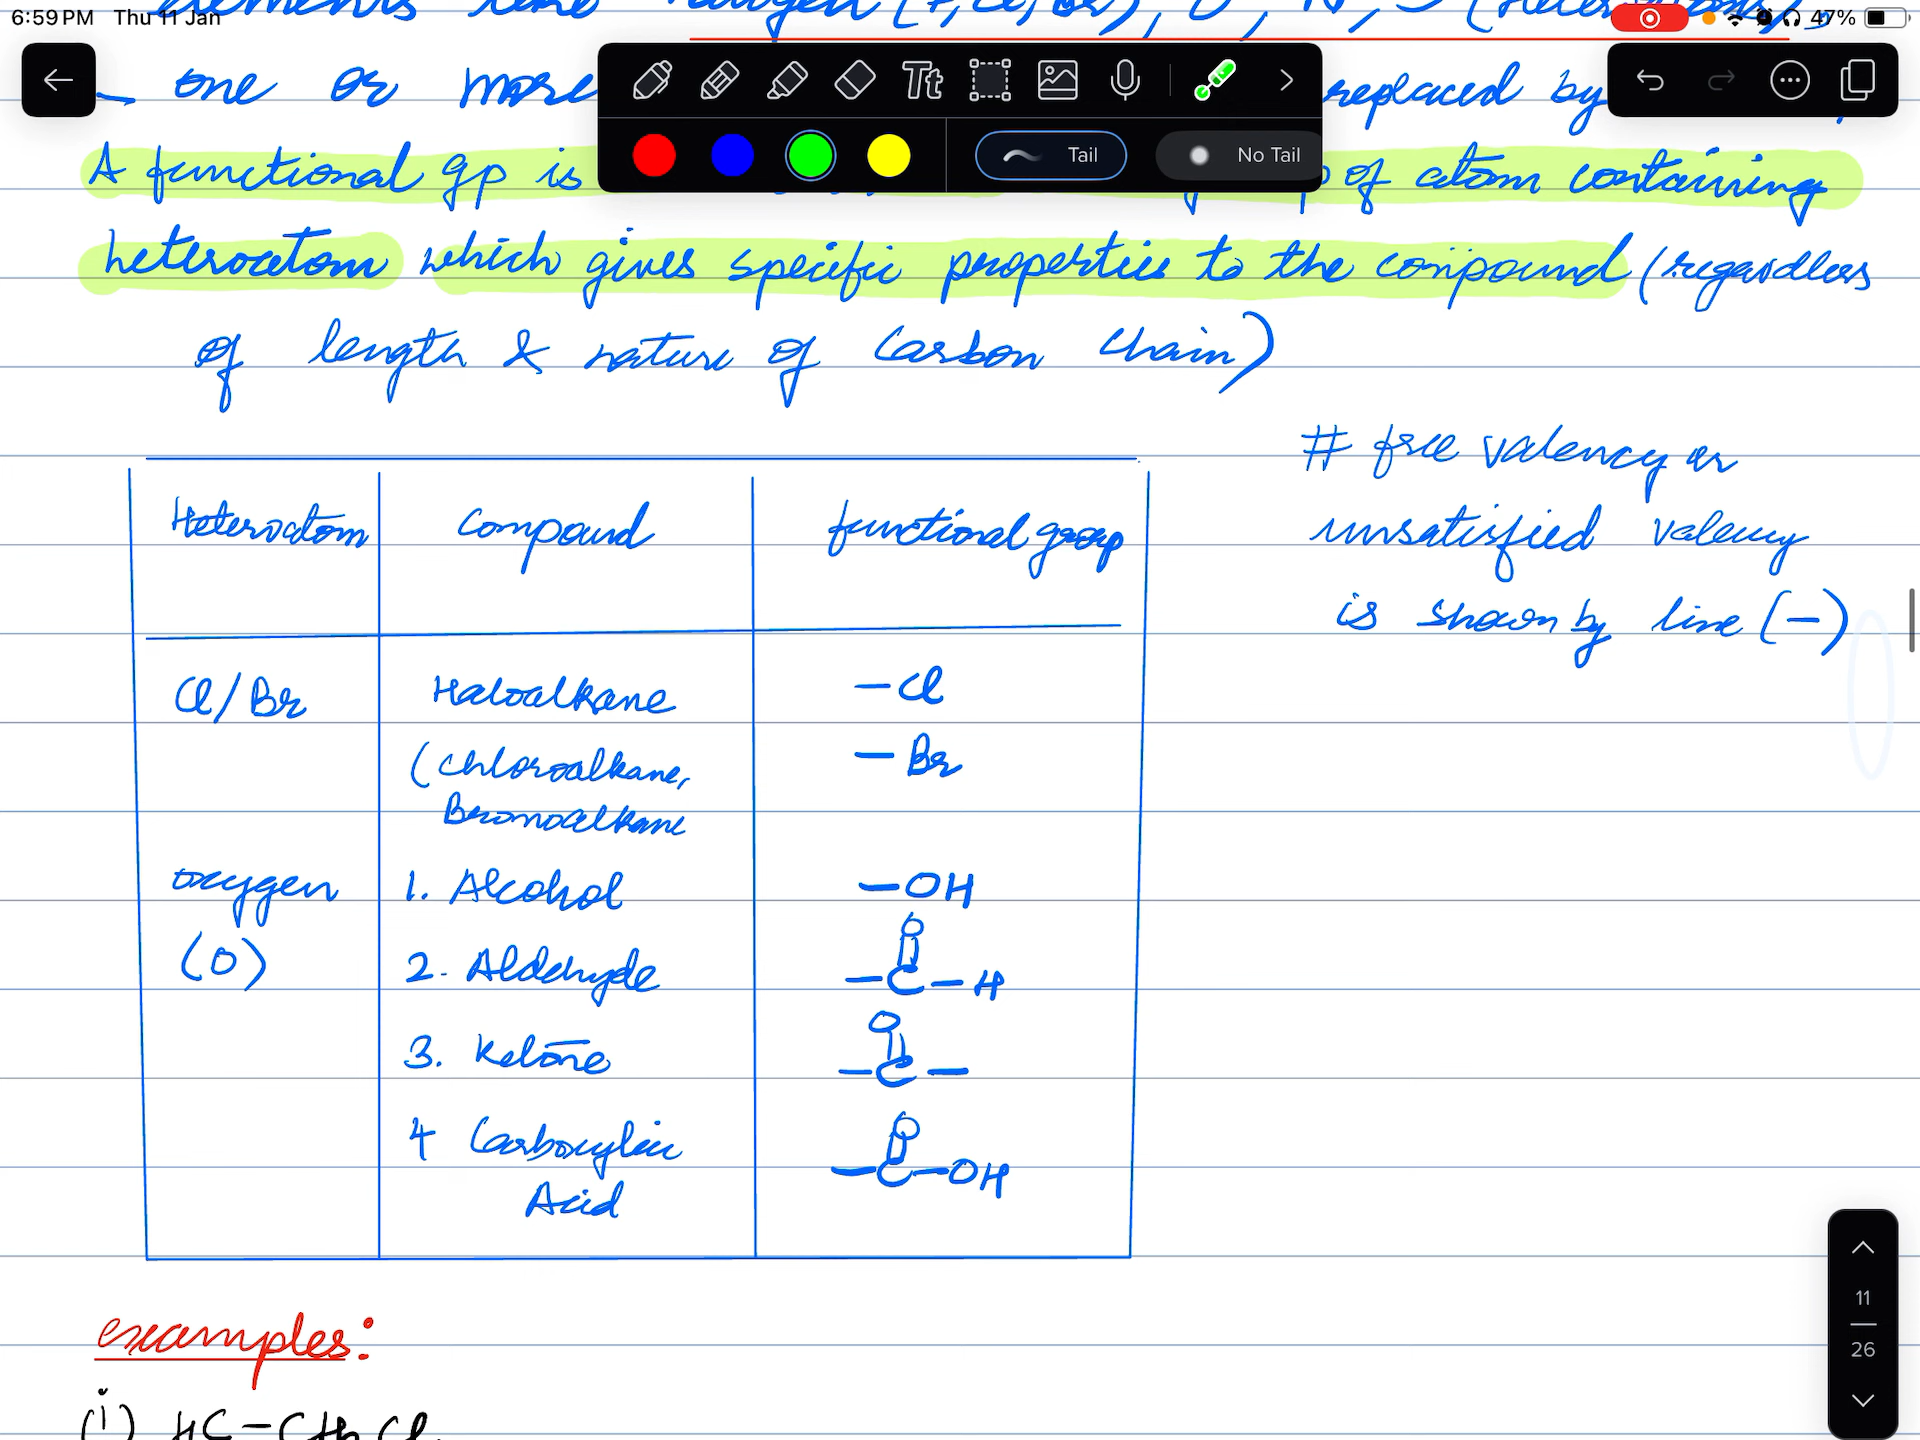 6:59 PM Thu 11 Jan
47%
one or more
replaced by
Tt
Tail
No Tail
A functional gp is
of atom containing
heteroatom which gives specific properties to the compound (regardless
of length & nature of Carbon chain)
# free valency or
unsatisfied valency
is shown by line (-)
Heteroatom compound functional group
Cl/Br Haloalkane -Cl
(chloroalkane, -Br
Bromoalkane
oxygen 1. Alcohol -OH
O
(O) 2. Aldehyde -C-H
O
3. Ketone -C-
O
4 Carboxylic -C-OH
Acid
11
26
examples:
(i)